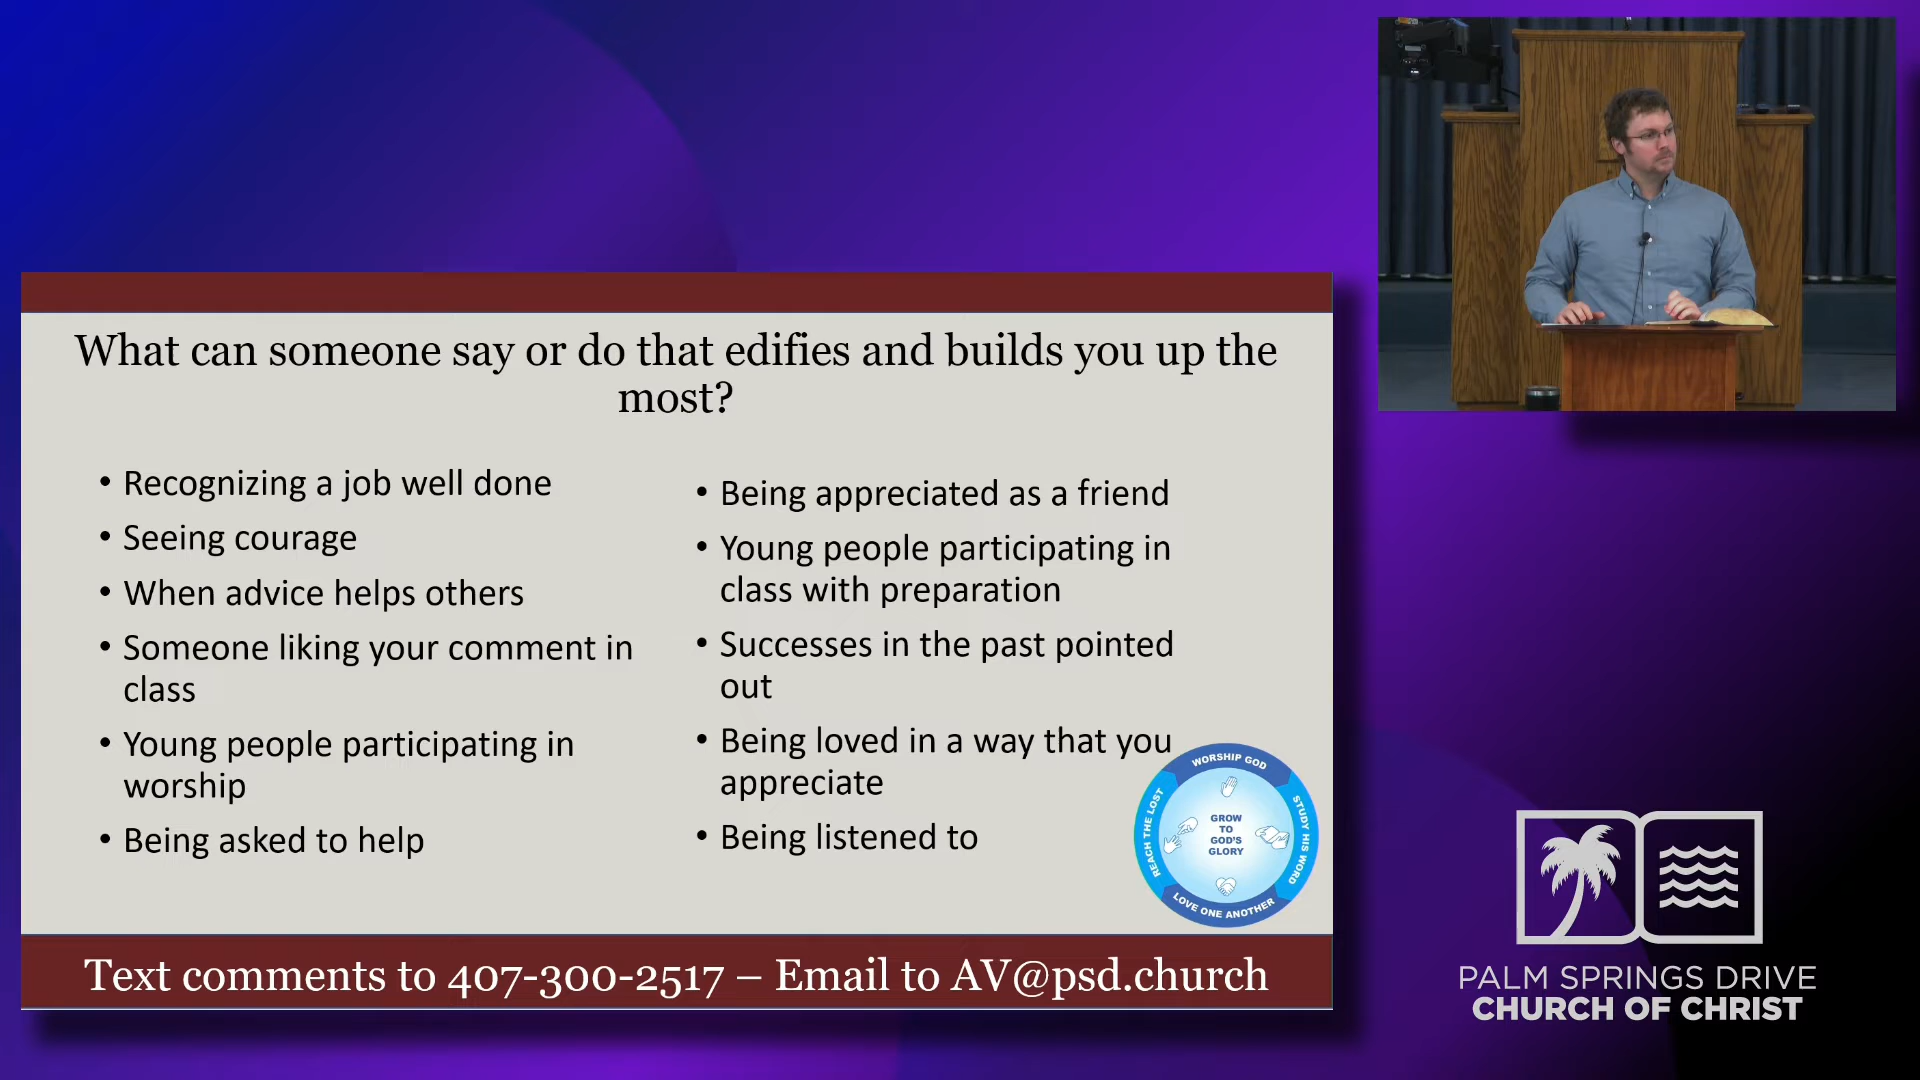 What can someone say or do that edifies and builds you up the
most?
• Recognizing a job well done
• Seeing courage
• When advice helps others
• Someone liking your comment in
class
• Young people participating in
worship
• Being asked to help
• Being appreciated as a friend
• Young people participating in
class with preparation
• Successes in the past pointed
out
• Being loved in a way that you
appreciate
• Being listened to
WORSHIP GOD
STUDY HIS WORD
LOVE ONE ANOTHER
REACH THE LOST
GROW
TO
GOD'S
GLORY
Text comments to 407-300-2517 – Email to AV@psd.church
PALM SPRINGS DRIVE
CHURCH OF CHRIST